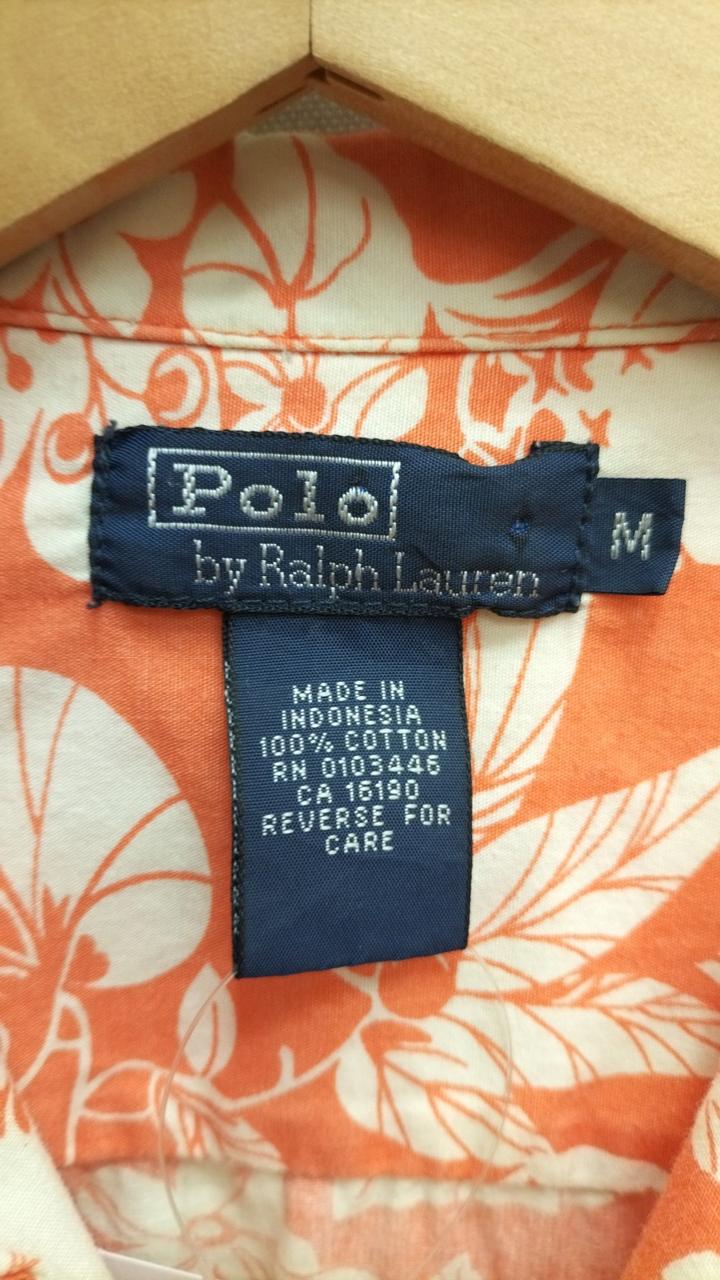 Polo
by Ralph Lauren
M
MADE IN
INDONESIA
100% COTTON
RN 0103446
CA 16190
REVERSE FOR
CARE